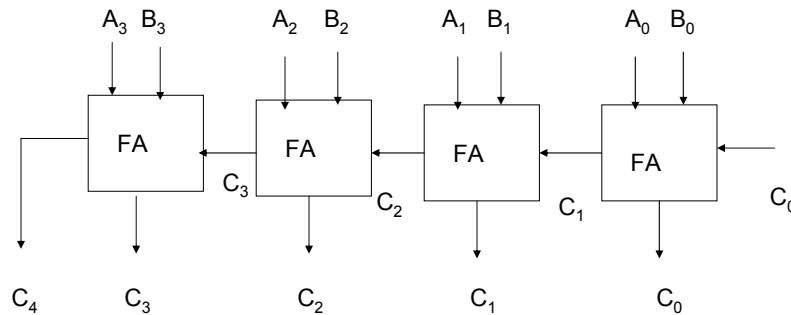 A₃ B₃ A₂ B₂ A₁ B₁ A₀ B₀
FA FA FA FA
C₃ C₂ C₁ C₀
C₄ C₃ C₂ C₁ C₀